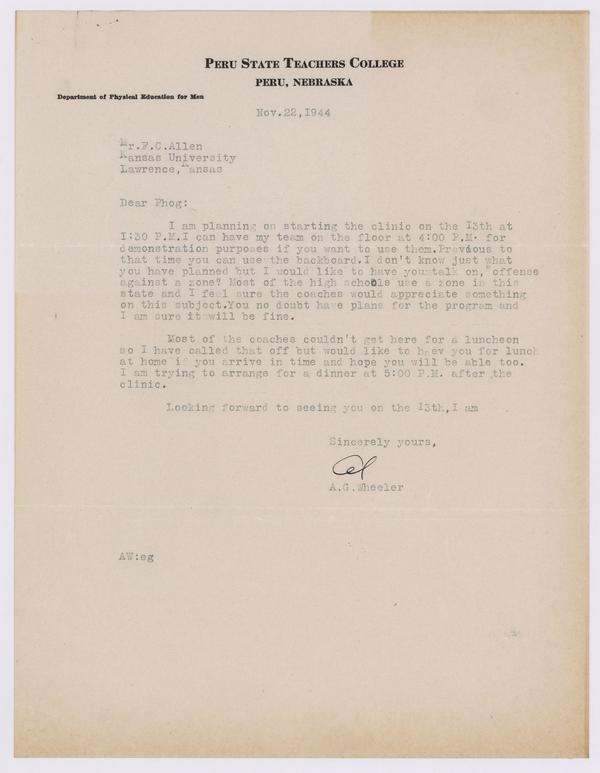 PERU STATE TEACHERS COLLEGE
PERU, NEBRASKA
Department of Physical Education for Men
Nov.22,1944
Mr.F.C.Allen
Kansas University
Lawrence,Kansas
Dear Fhog:
I am planning on starting the clinic on the 13th at
1:30 P.M.I can have my team on the floor at 4:00 P.M. for
demonstration purposes if you want to use them.Previous to
that time you can use the backboard.I don't know just what
you have planned but I would like to have you talk on,"offense
against a zone? Most of the high schools use a zone in this
state and I feel sure the coaches would appreciate something
on this subject.You no doubt have plans for the program and
I am sure it will be fine.
Most of the coaches couldn't get here for a luncheon
so I have called that off but would like to haev you for lunch
at home if you arrive in time and hope you will be able too.
I am trying to arrange for a dinner at 5:00 P.M. after the
clinic.
Looking forward to seeing you on the 13th,I am
Sincerely yours,
Al
A.G.Wheeler
AW:eg